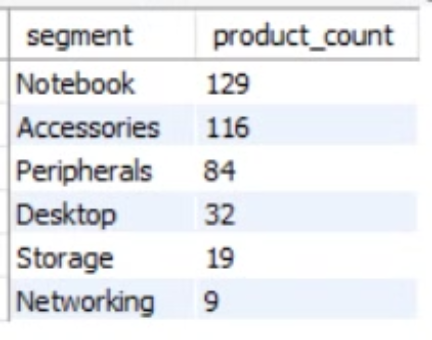 segment product_count
Notebook 129
Accessories 116
Peripherals 84
Desktop 32
Storage 19
Networking 9